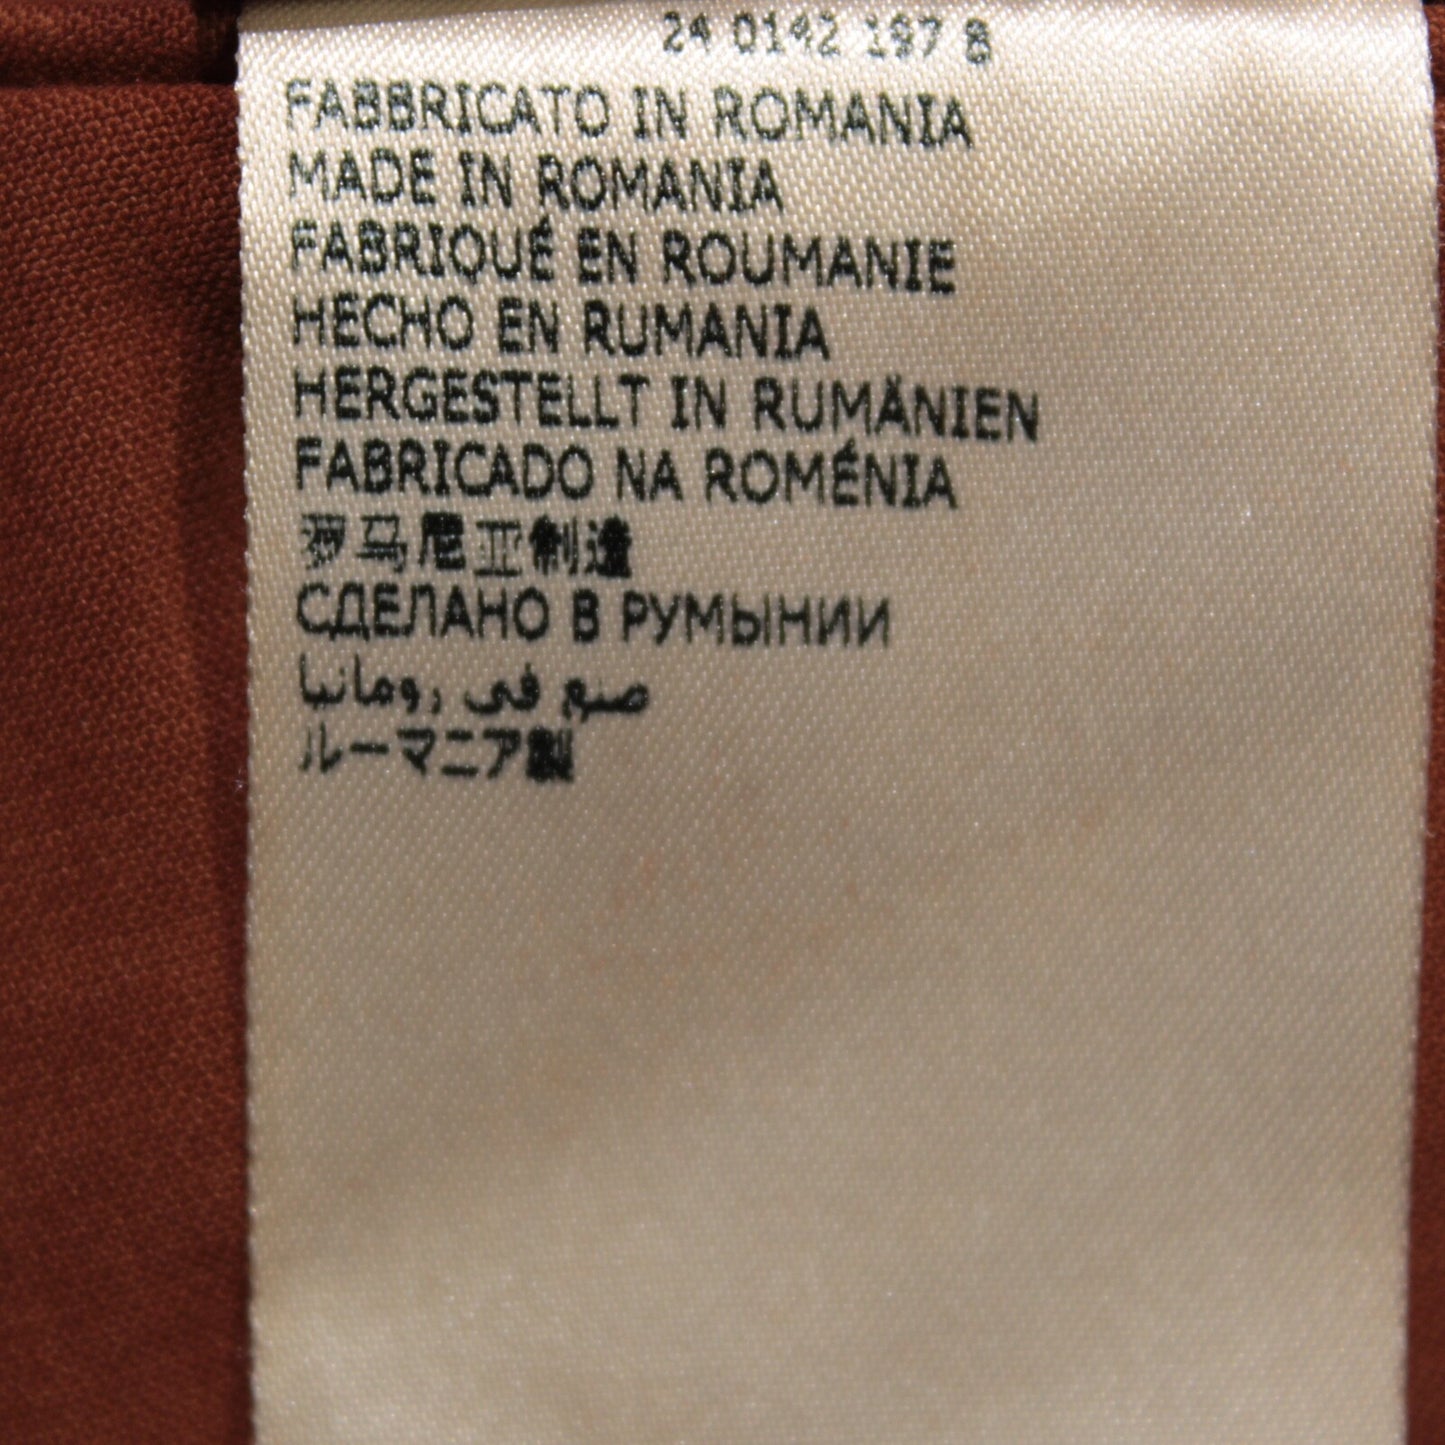 24 0142 197 8
FABBRICATO IN ROMANIA
MADE IN ROMANIA
FABRIQUÉ EN ROUMANIE
HECHO EN RUMANIA
HERGESTELLT IN RUMÄNIEN
FABRICADO NA ROMÉNIA
罗马尼亚制造
СДЕЛАНО В РУМЫНИИ
صنع في رومانيا
ルーマニア製